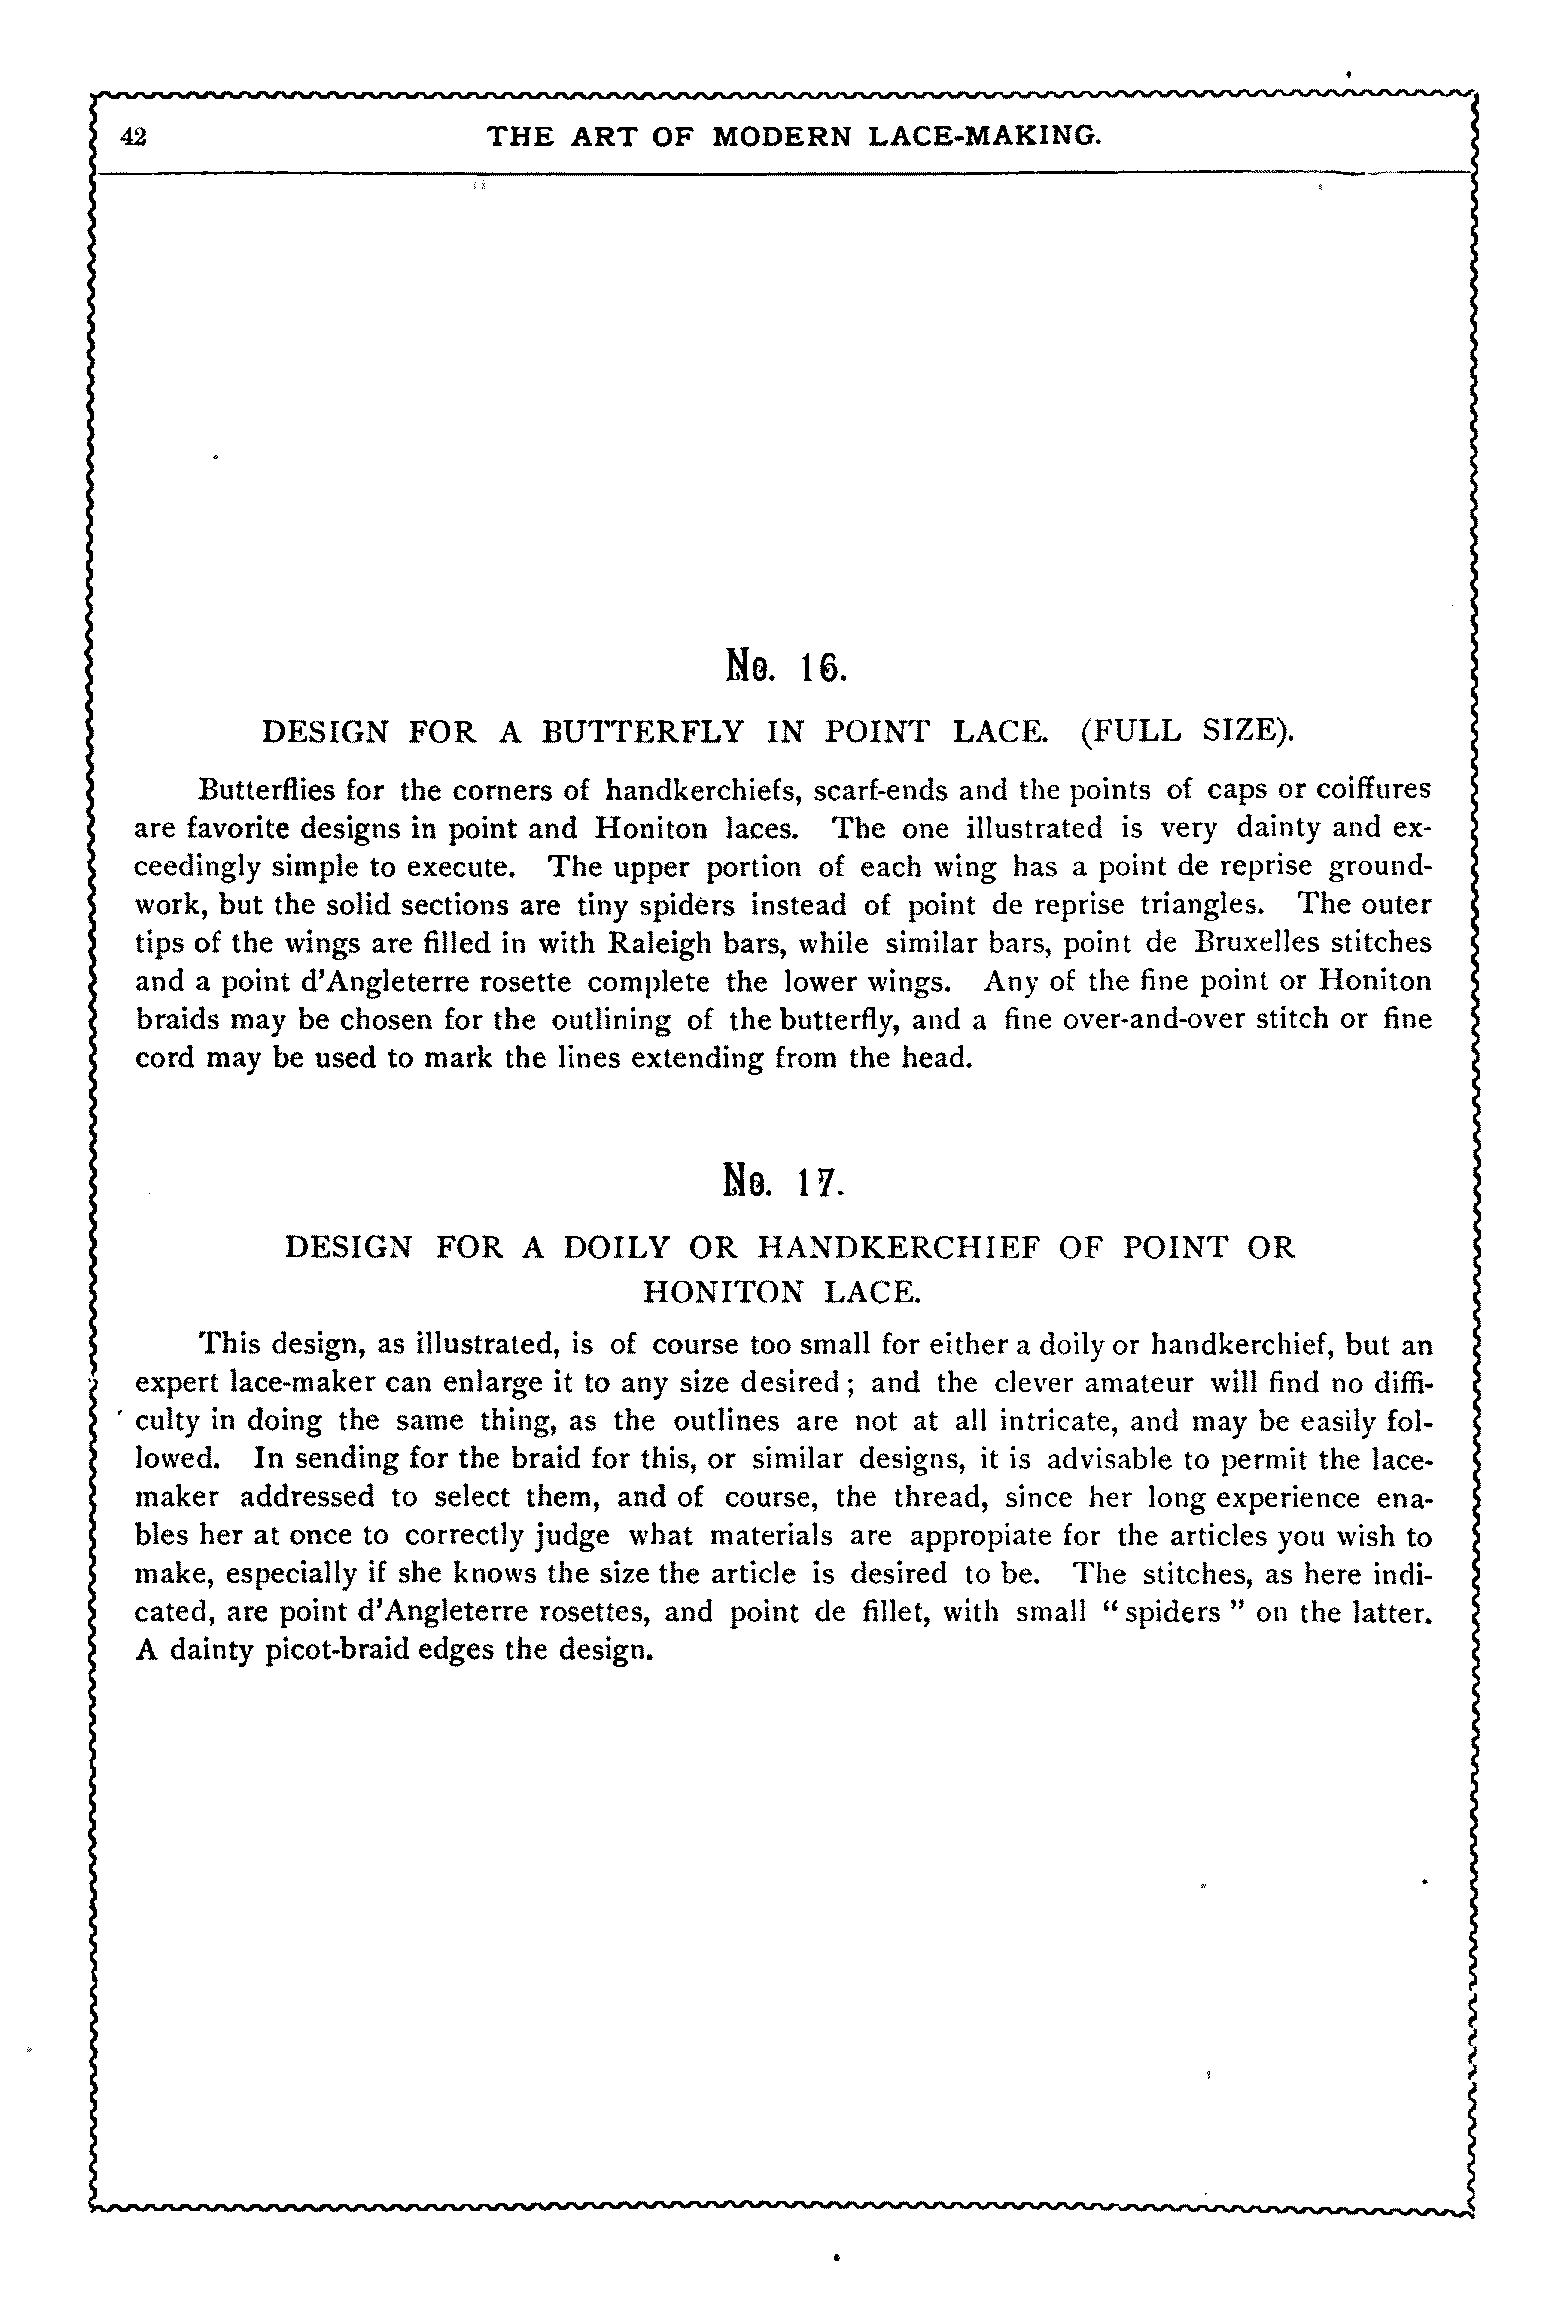 42 THE ART OF MODERN LACE-MAKING.
No. 16.
DESIGN FOR A BUTTERFLY IN POINT LACE. (FULL SIZE).
Butterflies for the corners of handkerchiefs, scarf-ends and the points of caps or coiffures
are favorite designs in point and Honiton laces. The one illustrated is very dainty and ex-
ceedingly simple to execute. The upper portion of each wing has a point de reprise ground-
work, but the solid sections are tiny spiders instead of point de reprise triangles. The outer
tips of the wings are filled in with Raleigh bars, while similar bars, point de Bruxelles stitches
and a point d'Angleterre rosette complete the lower wings. Any of the fine point or Honiton
braids may be chosen for the outlining of the butterfly, and a fine over-and-over stitch or fine
cord may be used to mark the lines extending from the head.
No. 17.
DESIGN FOR A DOILY OR HANDKERCHIEF OF POINT OR
HONITON LACE.
This design, as illustrated, is of course too small for either a doily or handkerchief, but an
expert lace-maker can enlarge it to any size desired; and the clever amateur will find no diffi-
culty in doing the same thing, as the outlines are not at all intricate, and may be easily fol-
lowed. In sending for the braid for this, or similar designs, it is advisable to permit the lace-
maker addressed to select them, and of course, the thread, since her long experience ena-
bles her at once to correctly judge what materials are appropiate for the articles you wish to
make, especially if she knows the size the article is desired to be. The stitches, as here indi-
cated, are point d'Angleterre rosettes, and point de fillet, with small "spiders" on the latter.
A dainty picot-braid edges the design.